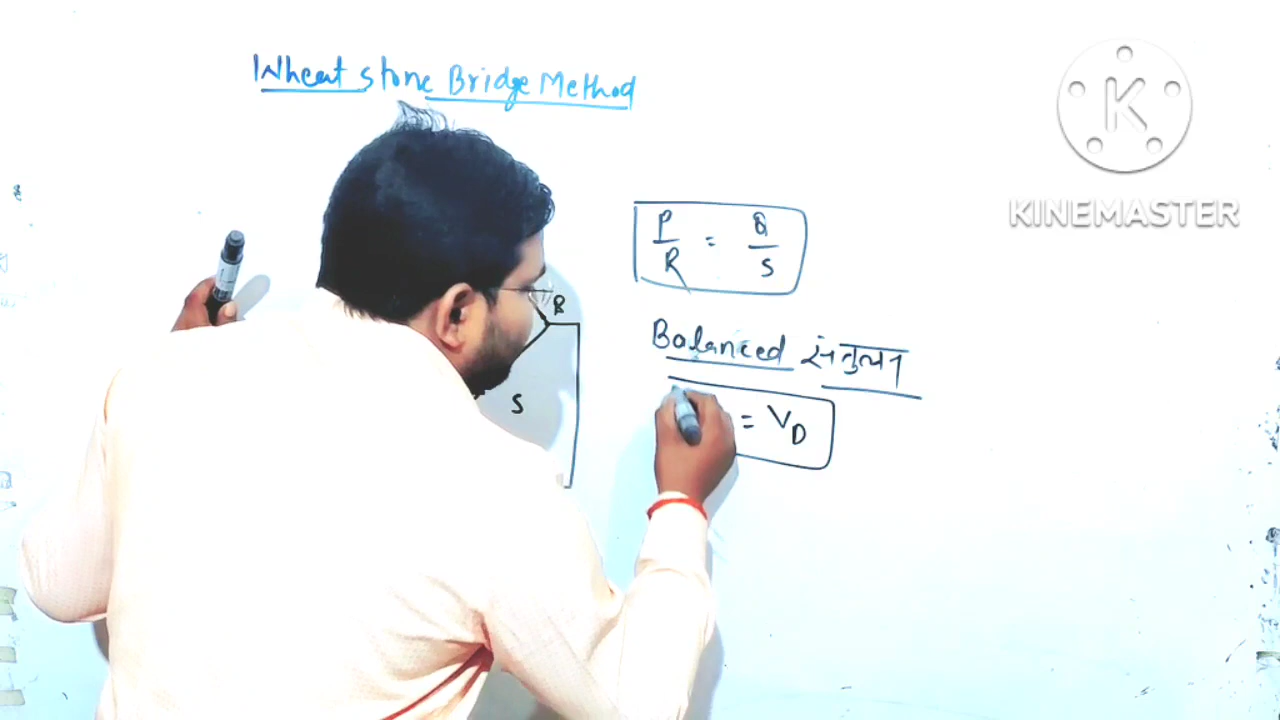 Wheat stone Bridge Method
P/R = Q/S
B
S
Balanced संतुलन
= V_D
K
KINEMASTER